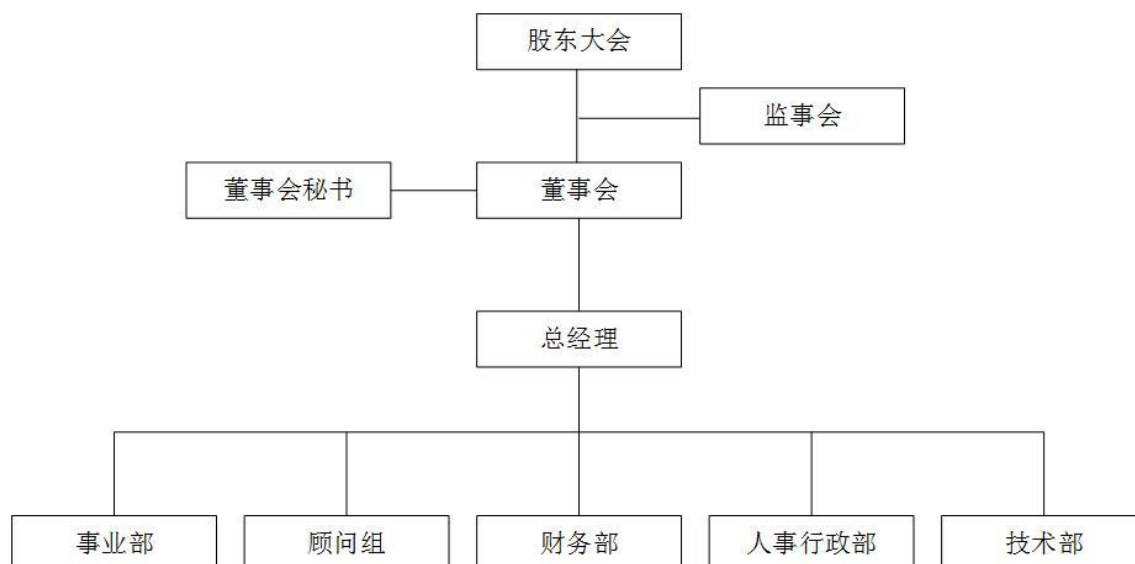 股东大会
监事会
董事会秘书
董事会
总经理
事业部
顾问组
财务部
人事行政部
技术部